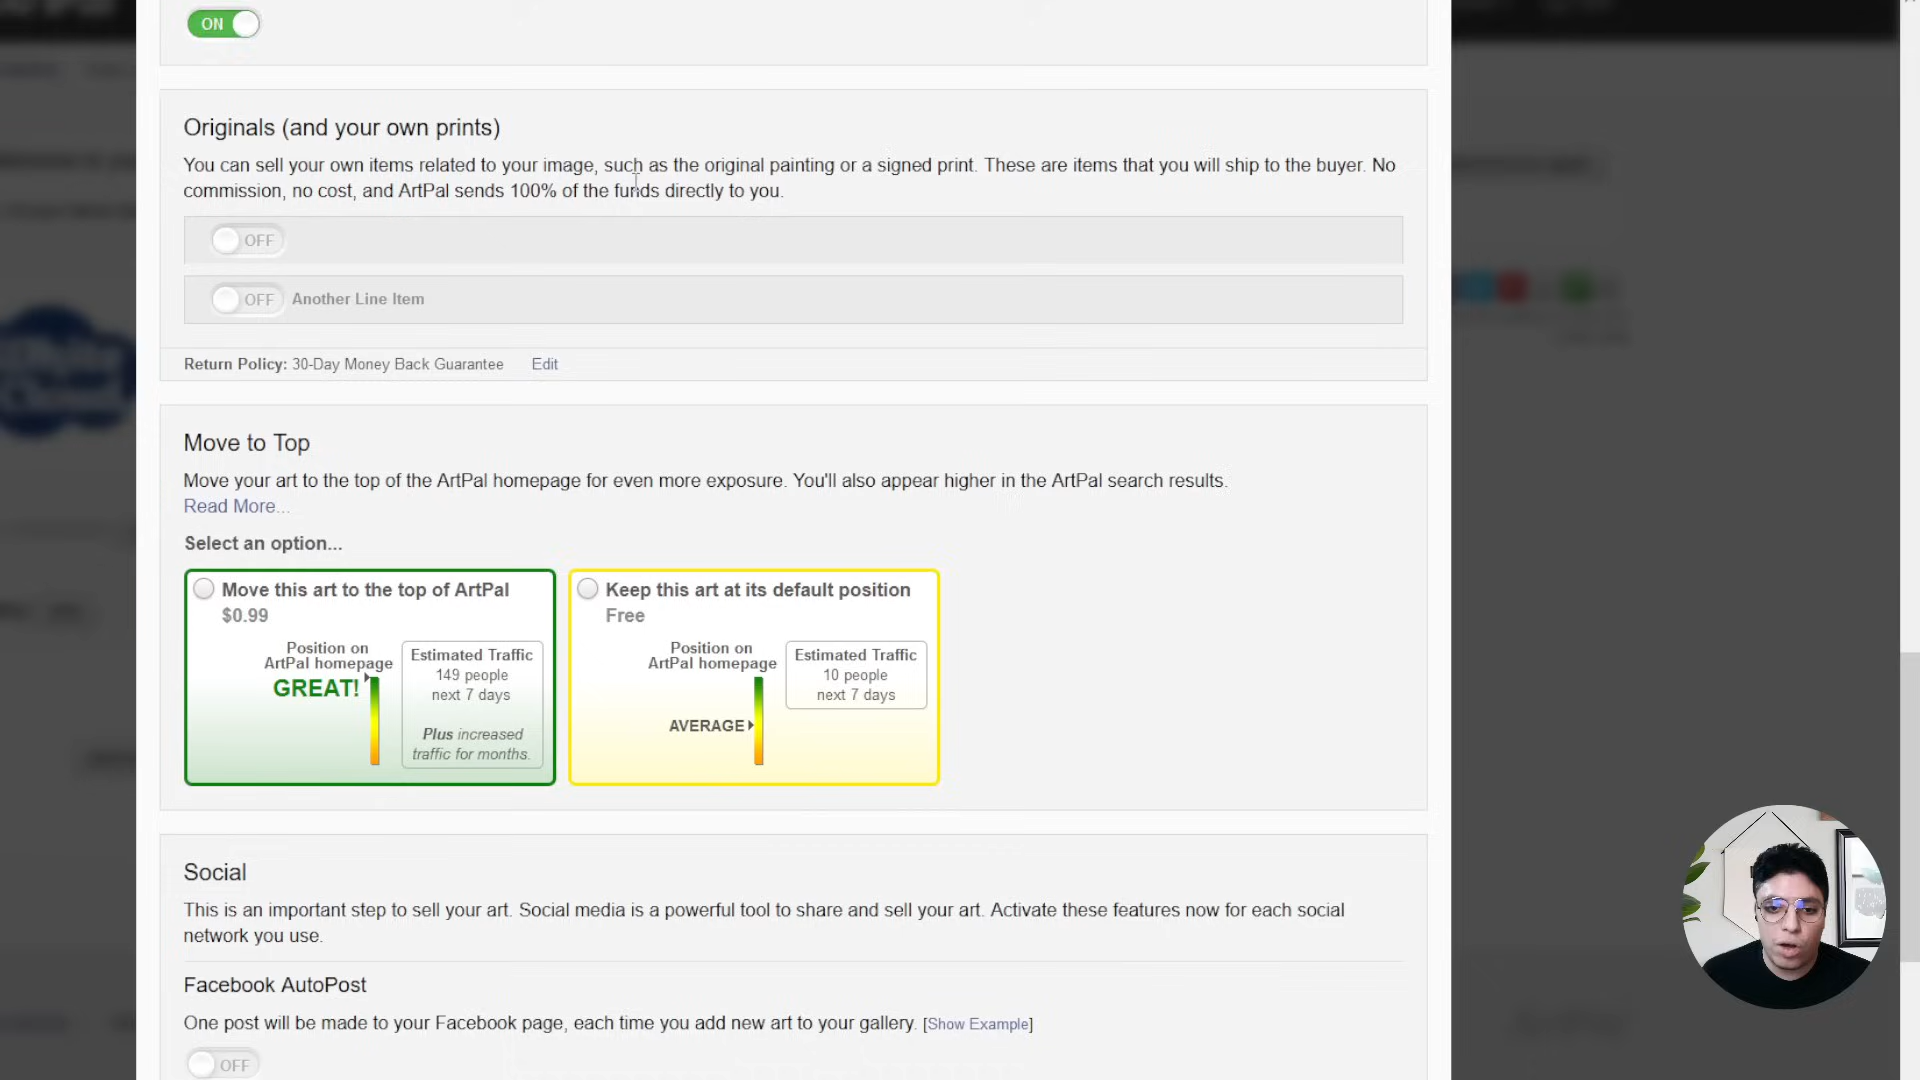 ON
Originals (and your own prints)
You can sell your own items related to your image, such as the original painting or a signed print. These are items that you will ship to the buyer. No
commission, no cost, and ArtPal sends 100% of the funds directly to you.
OFF
OFF Another Line Item
Return Policy: 30-Day Money Back Guarantee Edit
Move to Top
Move your art to the top of the ArtPal homepage for even more exposure. You'll also appear higher in the ArtPal search results.
Read More...
Select an option...
Move this art to the top of ArtPal
$0.99
Position on
ArtPal homepage
GREAT!
Estimated Traffic
149 people
next 7 days
Plus increased
traffic for months.
Keep this art at its default position
Free
Position on
ArtPal homepage
AVERAGE
Estimated Traffic
10 people
next 7 days
Social
This is an important step to sell your art. Social media is a powerful tool to share and sell your art. Activate these features now for each social
network you use.
Facebook AutoPost
One post will be made to your Facebook page, each time you add new art to your gallery. [Show Example]
OFF